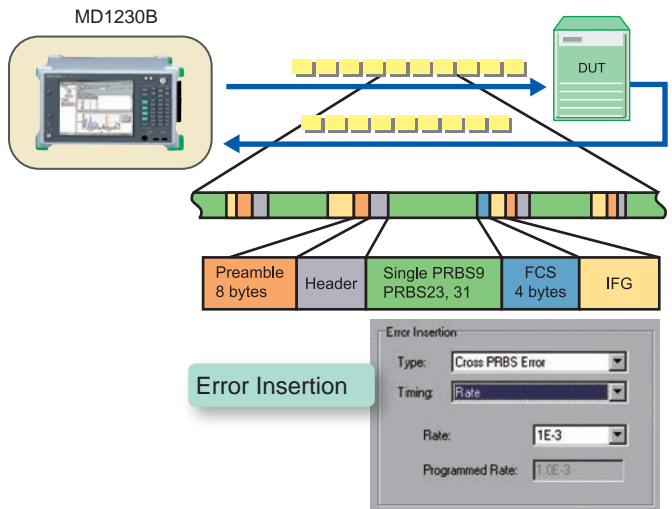 MD1230B
DUT
Preamble
8 bytes
Header
Single PRBS9
PRBS23, 31
FCS
4 bytes
IFG
Error Insertion
Error Insertion
Type: Cross PRBS Error
Timing: Rate
Rate: 1E-3
Programmed Rate: 1.0E-3